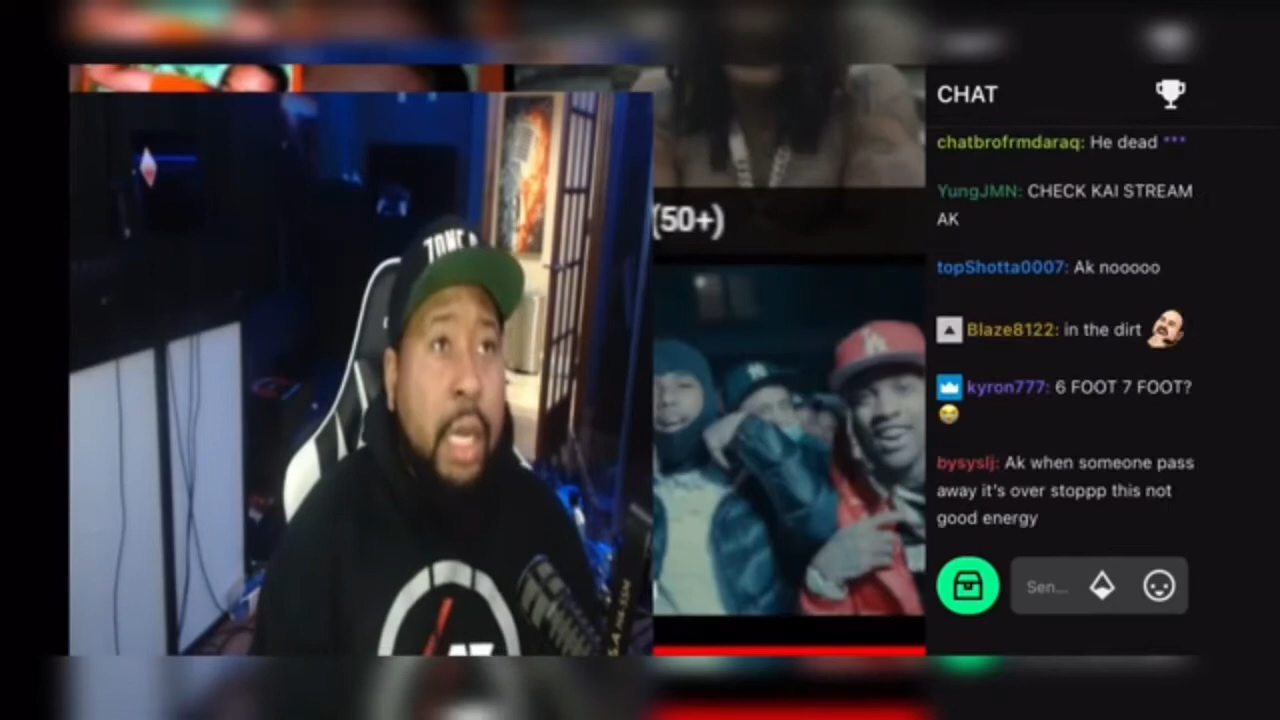 CHAT
chatbrofrmdaraq: He dead ***
YungJMN: CHECK KAI STREAM
AK
(50+)
topShotta0007: Ak nooooo
Blaze8122: in the dirt
kyron777: 6 FOOT 7 FOOT?
bysyslj: Ak when someone pass
away it's over stoppp this not
good energy
Sen...